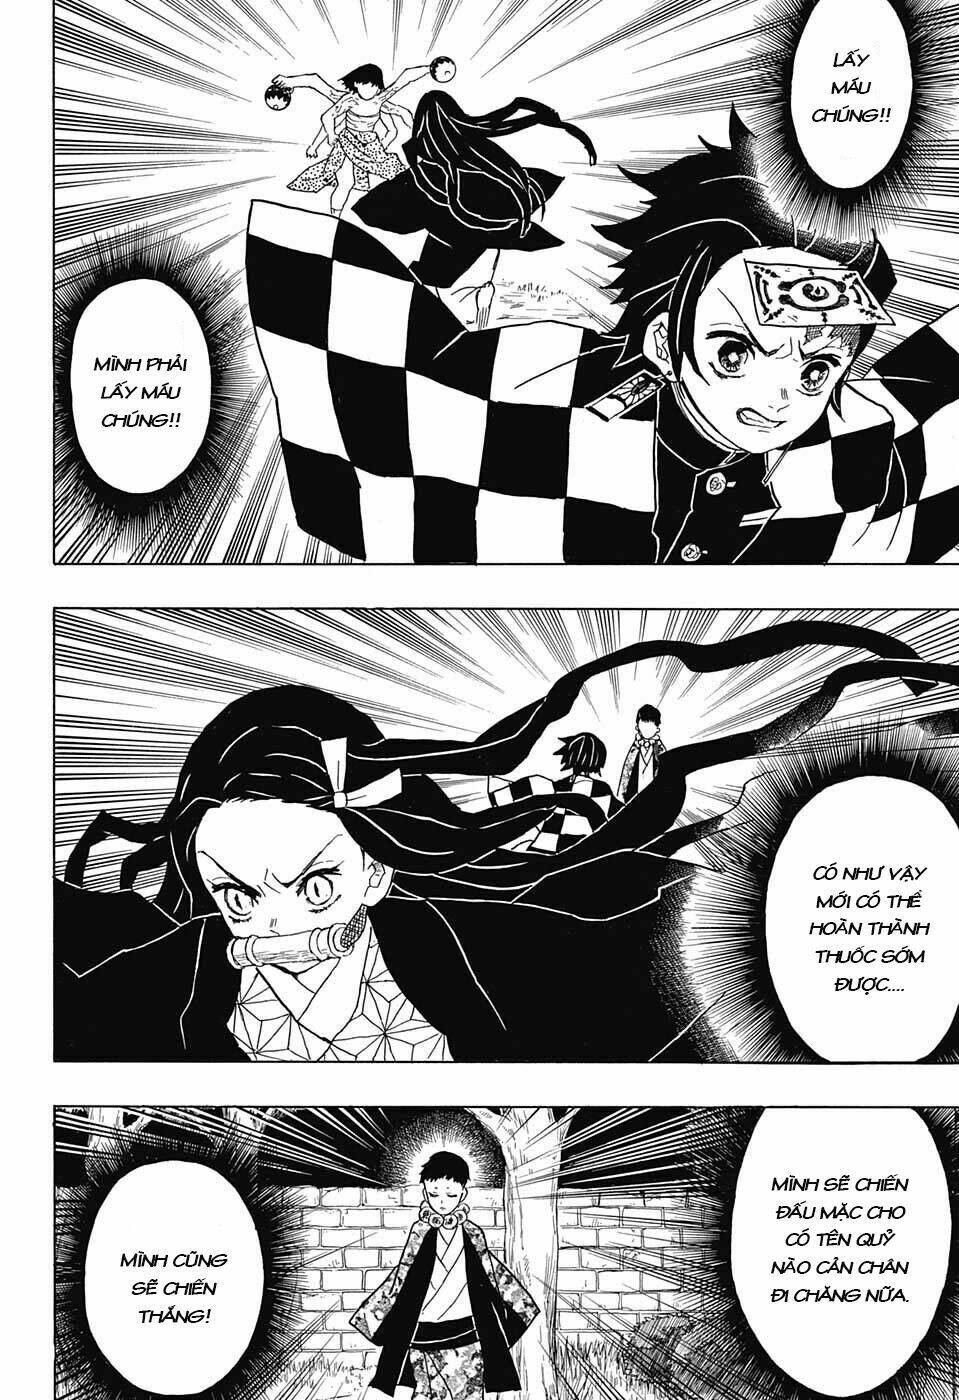 LẤY
MÁU
CHÚNG!!
MÌNH PHẢI
LẤY MÁU
CHÚNG!!
CÓ NHƯ VẬY
MỚI CÓ THỂ
HOÀN THÀNH
THUỐC SỚM
ĐƯỢC....
MÌNH SẼ CHIẾN
ĐẤU MẶC CHO
CÓ TÊN QUỶ
NÀO CẢN CHÂN
ĐI CHĂNG NỮA.
MÌNH CŨNG
SẼ CHIẾN
THẮNG!